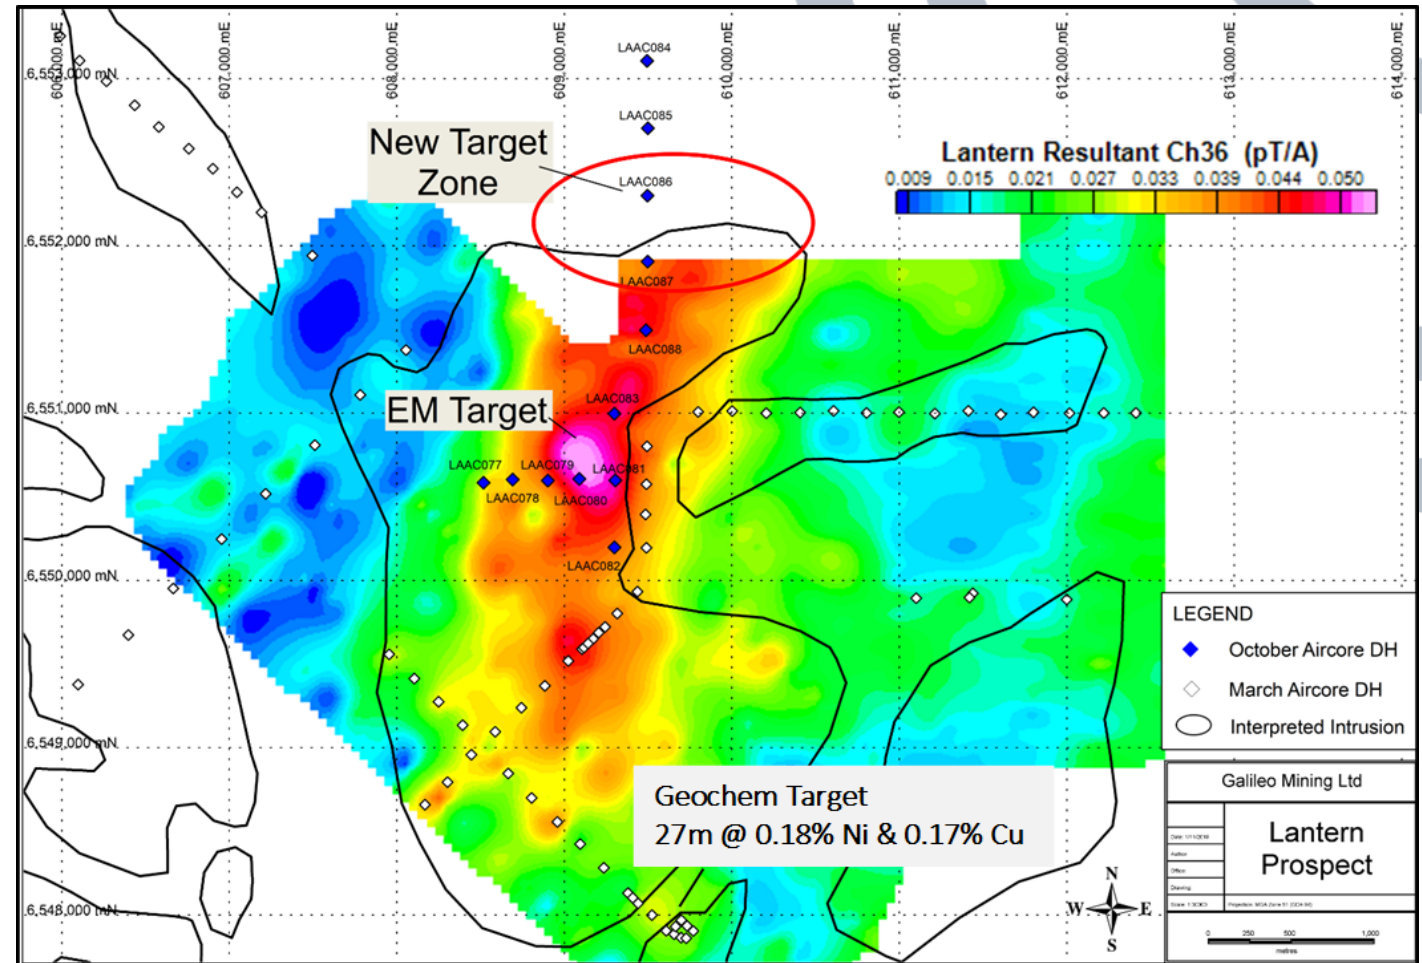 606,000 mE
607,000 mE
608,000 mE
609,000 mE
610,000 mE
611,000 mE
612,000 mE
613,000 mE
614,000 mE
6,553,000 mN
6,552,000 mN
6,551,000 mN
6,550,000 mN
6,549,000 mN
6,548,000 mN
LAAC084
LAAC085
New Target
Zone
LAAC086
LAAC087
LAAC088
Lantern Resultant Ch36 (pT/A)
0.009 0.015 0.021 0.027 0.033 0.039 0.044 0.050
EM Target
LAAC083
LAAC077
LAAC079
LAAC081
LAAC078
LAAC080
LAAC082
Geochem Target
27m @ 0.18% Ni & 0.17% Cu
LEGEND
October Aircore DH
March Aircore DH
Interpreted Intrusion
Galileo Mining Ltd
Lantern
Prospect
Author:
Office:
Drawing:
N
W E
S
0 250 500 1,000
metres